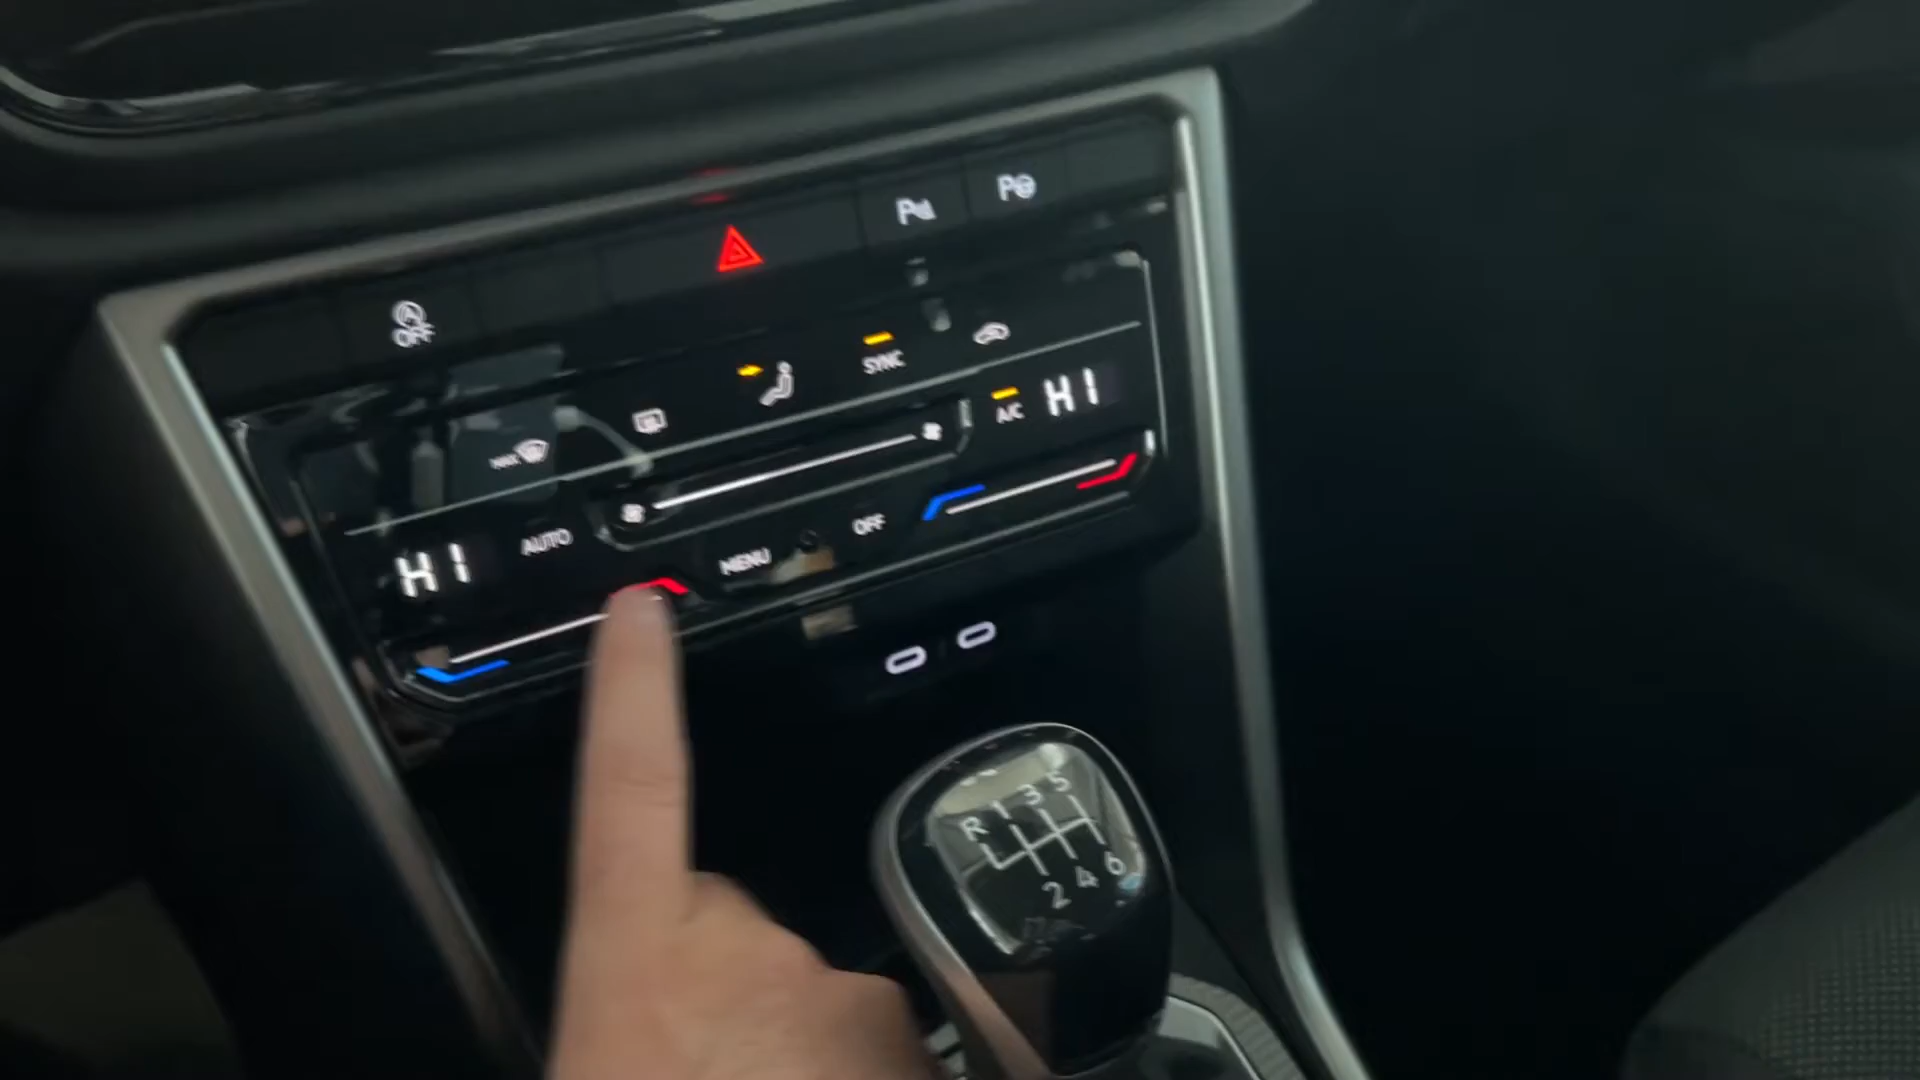 P
P
A
OFF
SYNC
MAX
A/C HI
HI AUTO
MENU
OFF
R 1 3 5
2 4 6